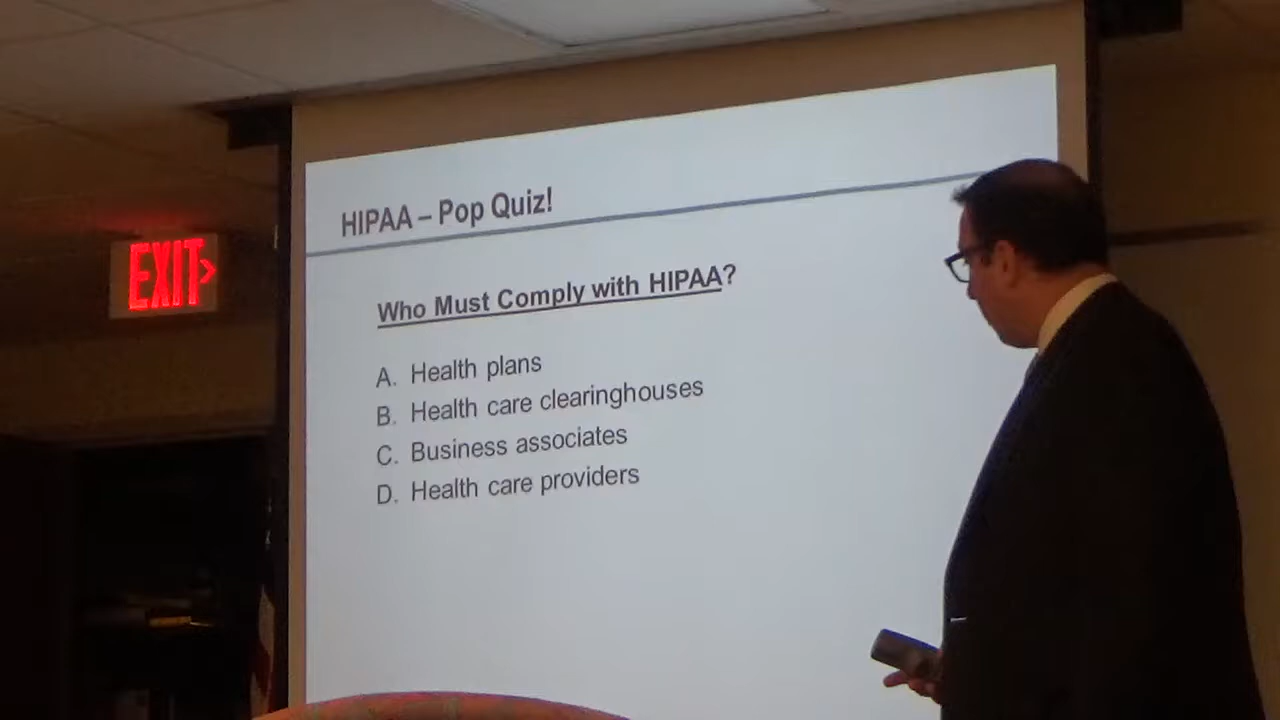 HIPAA – Pop Quiz!
EXIT
Who Must Comply with HIPAA?
A. Health plans
B. Health care clearinghouses
C. Business associates
D. Health care providers